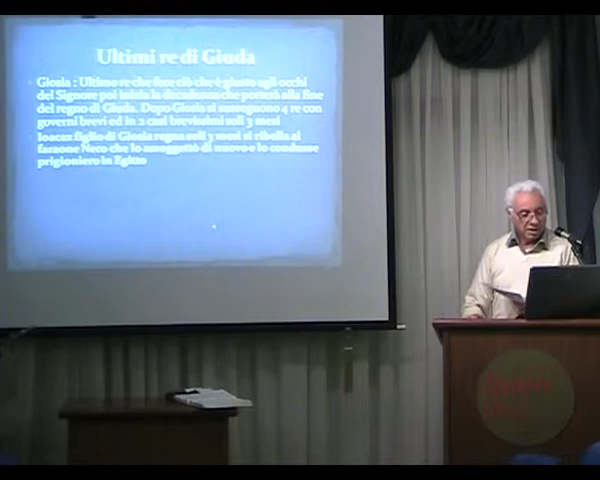 Ultimi re di Giuda
Giosia : Ultimo re che fece ciò che è giusto agli occhi
del Signore poi inizia la decadenza che porterà alla fine
del regno di Giuda. Dopo Giosia si susseguono 4 re con
governi brevi ed in 2 casi brevissimi soli 3 mesi
Ioacaz figlio di Giosia regna soli 3 mesi si ribella al
faraone Neco che lo assoggettò di nuovo e lo condusse
prigioniero in Egitto